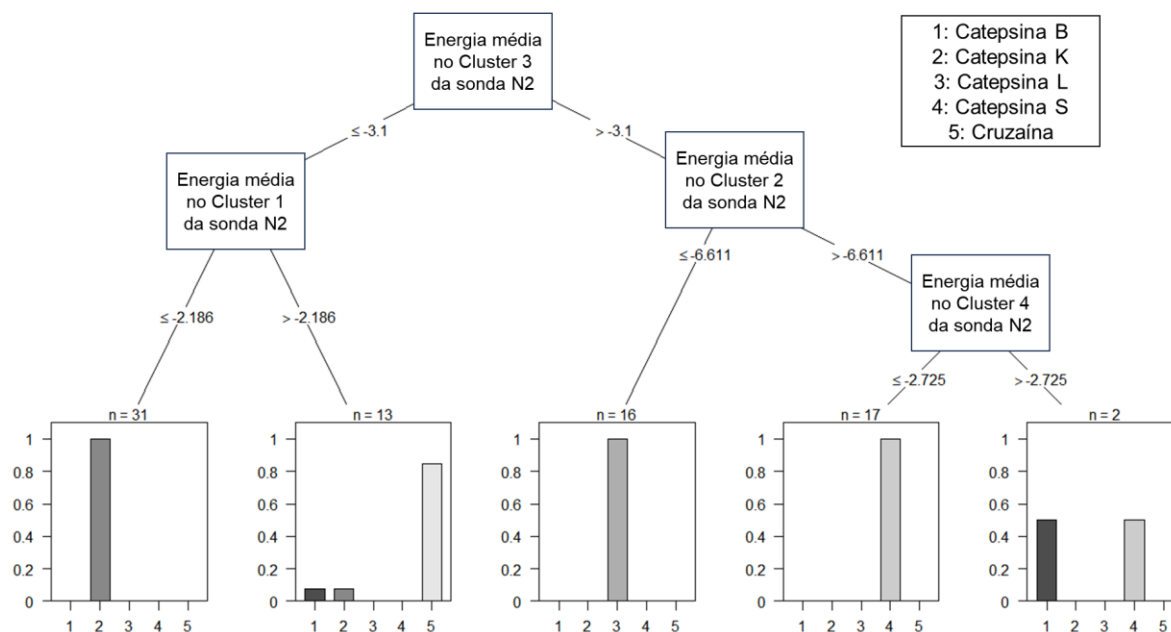 Energia média
no Cluster 3
da sonda N2
1: Catepsina B
2: Catepsina K
3: Catepsina L
4: Catepsina S
5: Cruzaína
≤ -3.1
> -3.1
Energia média
no Cluster 1
da sonda N2
Energia média
no Cluster 2
da sonda N2
≤ -6.611
> -6.611
Energia média
no Cluster 4
da sonda N2
≤ -2.186
> -2.186
≤ -2.725
> -2.725
n = 31
1
0.8
0.6
0.4
0.2
0
1 2 3 4 5
n = 13
1
0.8
0.6
0.4
0.2
0
1 2 3 4 5
n = 16
1
0.8
0.6
0.4
0.2
0
1 2 3 4 5
n = 17
1
0.8
0.6
0.4
0.2
0
1 2 3 4 5
n = 2
1
0.8
0.6
0.4
0.2
0
1 2 3 4 5